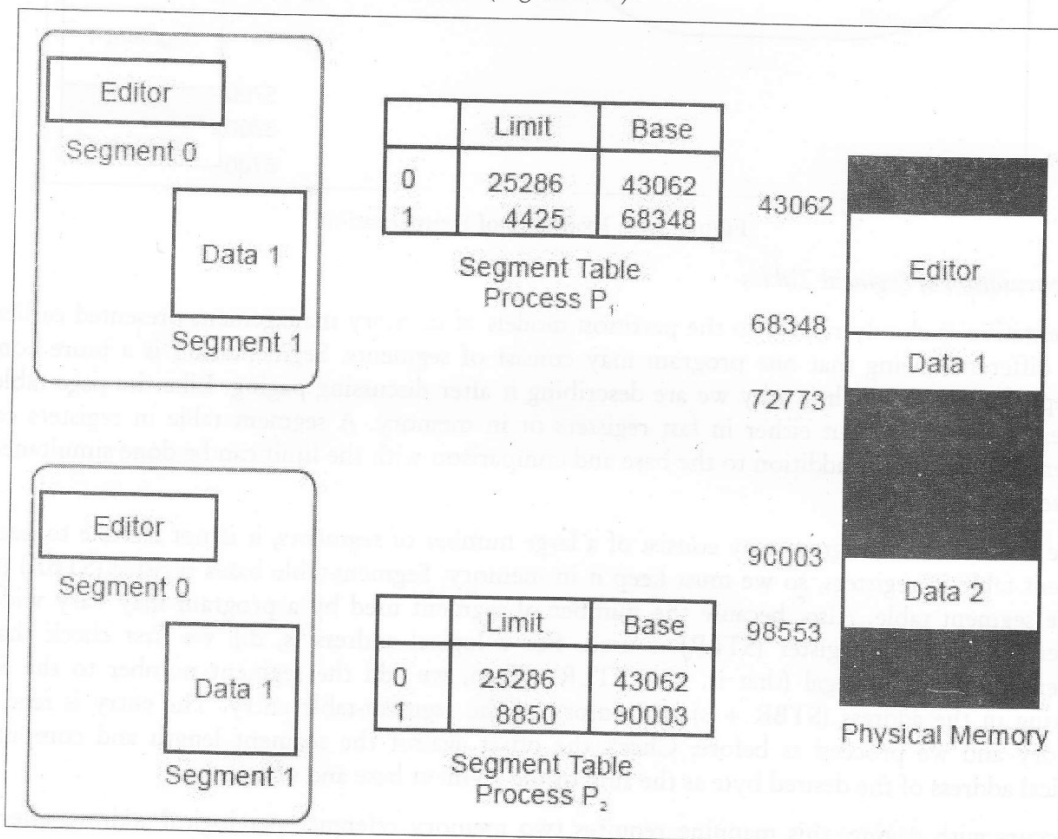 Editor
Segment 0
Data 1
Segment 1
Limit Base
0 25286 43062
1 4425 68348
Segment Table
Process P1
43062
Editor
68348
Data 1
72773
90003
Data 2
98553
Physical Memory
Editor
Segment 0
Data 1
Segment 1
Limit Base
0 25286 43062
1 8850 90003
Segment Table
Process P2